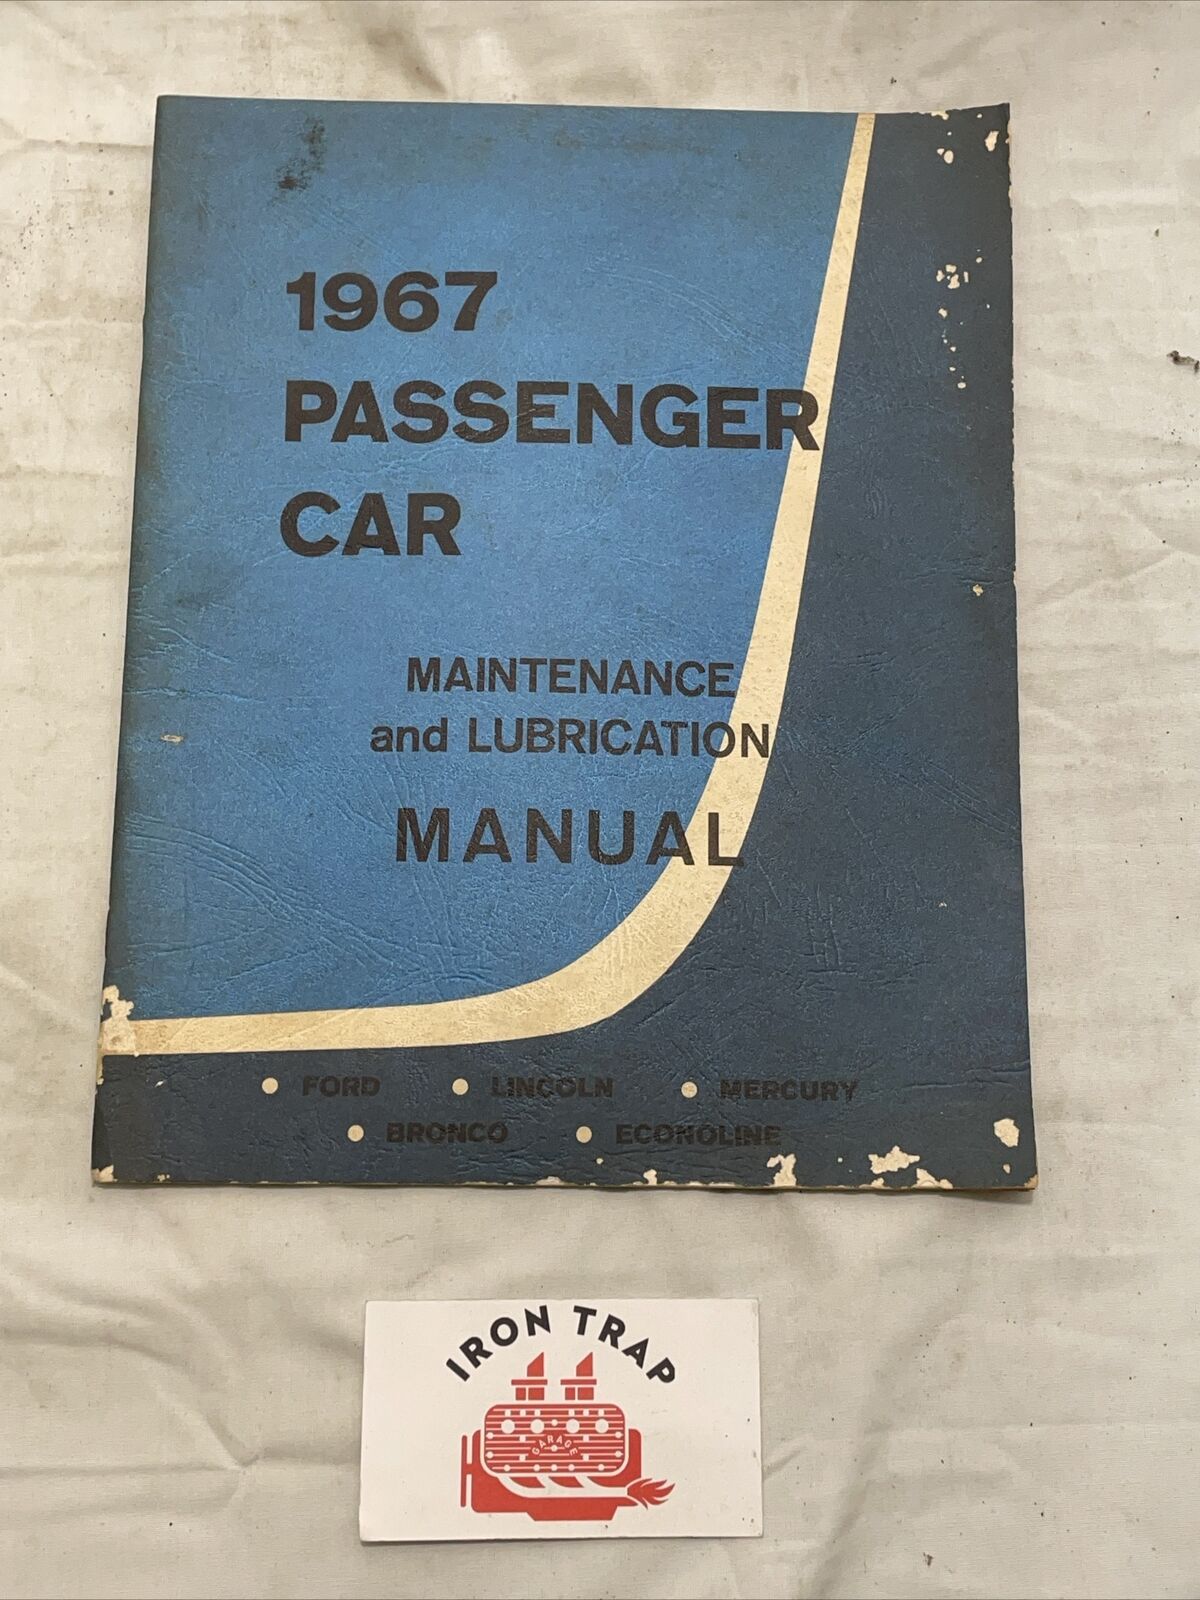 1967
PASSENGER
CAR
MAINTENANCE
and LUBRICATION
MANUAL
• FORD • LINCOLN • MERCURY
• BRONCO • ECONOLINE
IRON TRAP
GARAGE